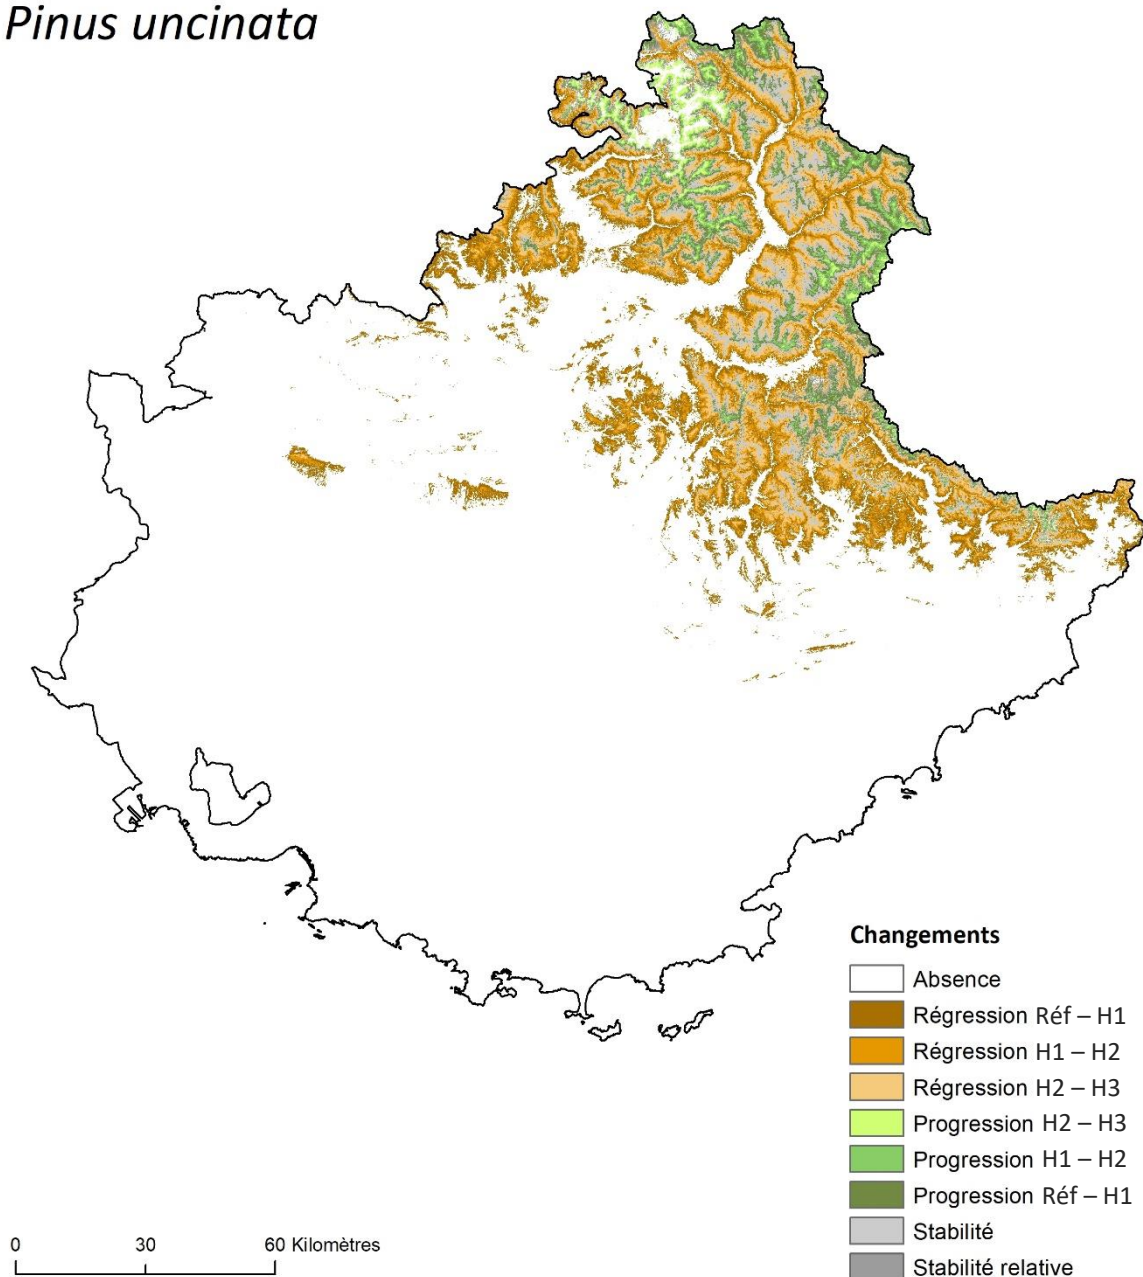 Pinus uncinata
Changements
Absence
Régression Réf – H1
Régression H1 – H2
Régression H2 – H3
Progression H2 – H3
Progression H1 – H2
Progression Réf – H1
Stabilité
Stabilité relative
0 30 60 Kilomètres